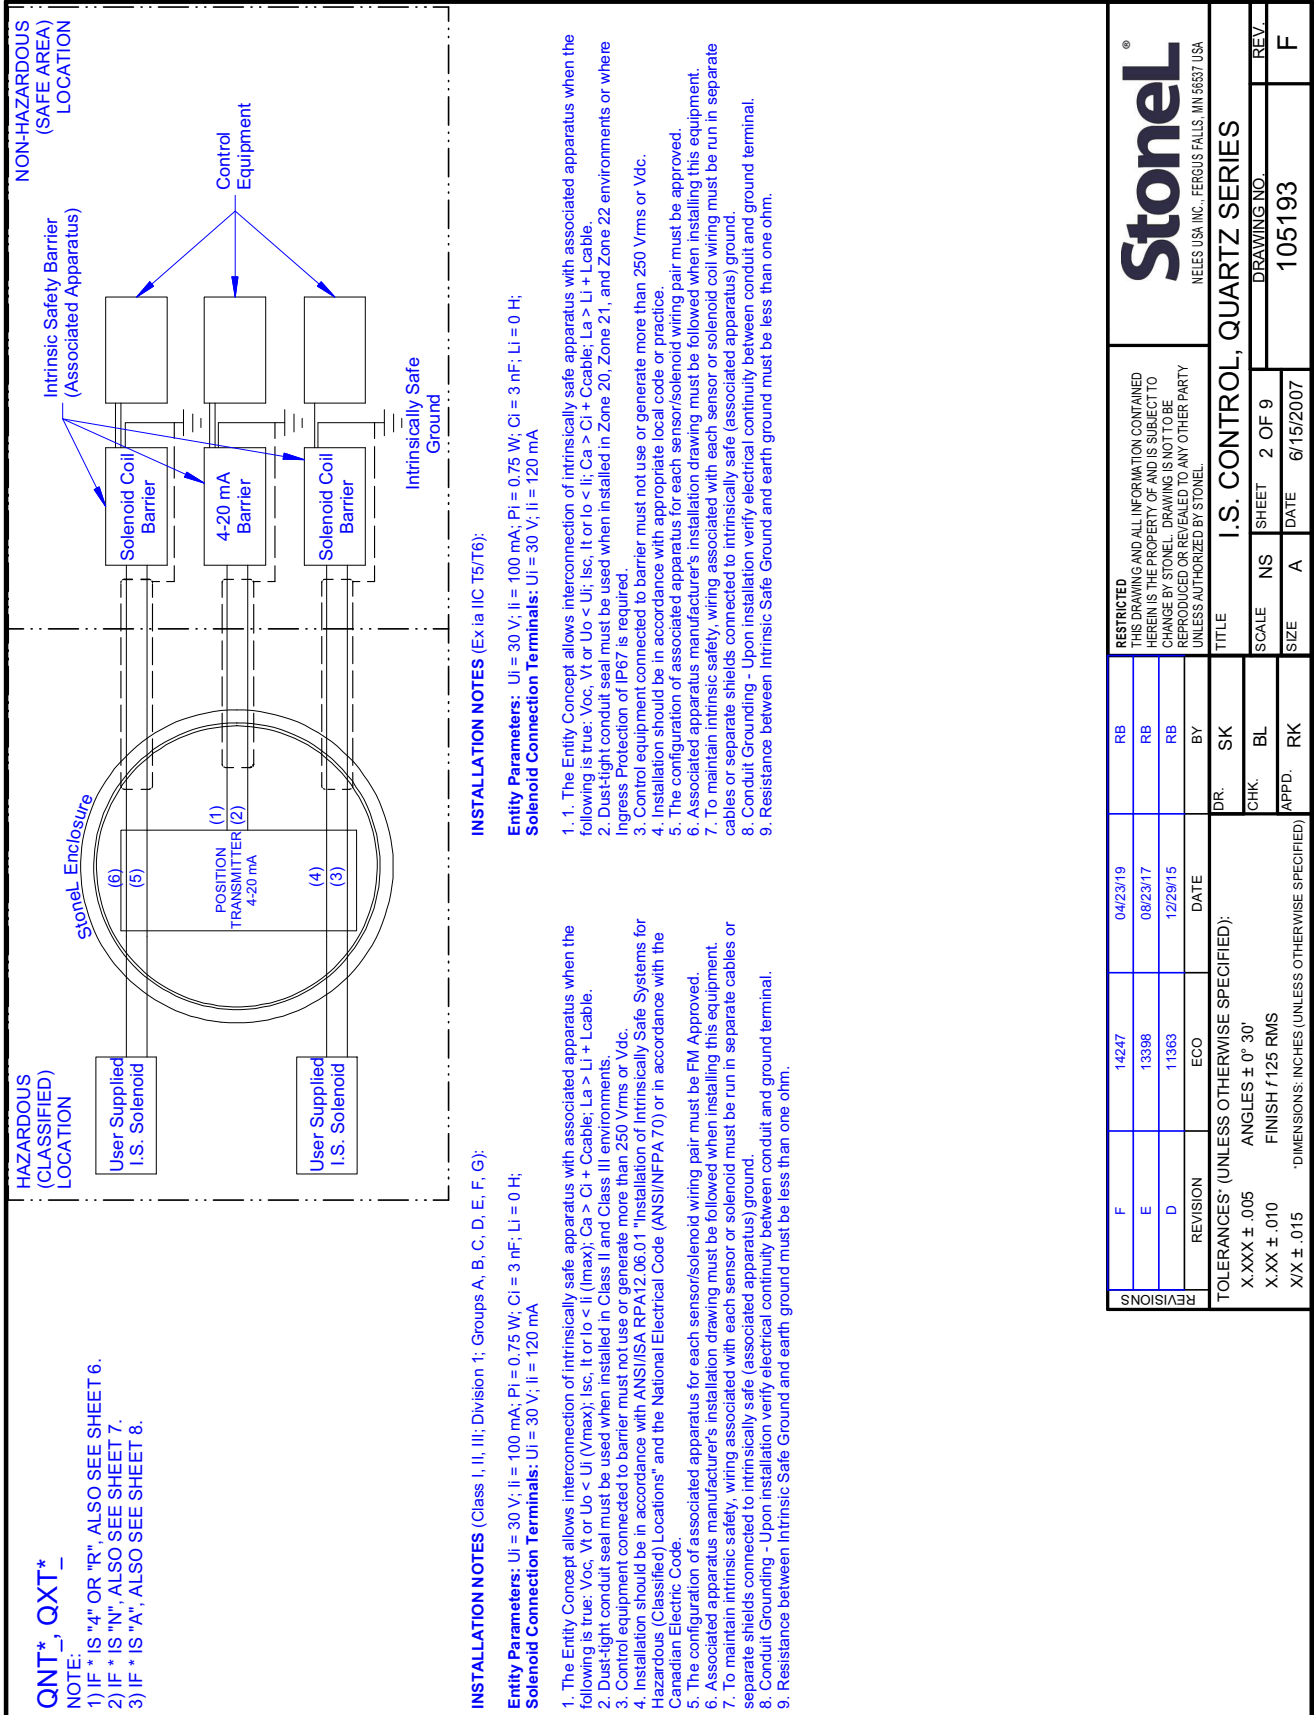 QNT*_, QXT*_
NOTE:
1) IF * IS "4" OR "R", ALSO SEE SHEET 6.
2) IF * IS "N", ALSO SEE SHEET 7.
3) IF * IS "A", ALSO SEE SHEET 8.
HAZARDOUS
(CLASSIFIED)
LOCATION
NON-HAZARDOUS
(SAFE AREA)
LOCATION
User Supplied
I.S. Solenoid
User Supplied
I.S. Solenoid
StoneL Enclosure
(6)
(5)
POSITION
TRANSMITTER
4-20 mA
(1)
(2)
(4)
(3)
Intrinsic Safety Barrier
(Associated Apparatus)
Solenoid Coil
Barrier
4-20 mA
Barrier
Solenoid Coil
Barrier
Control
Equipment
Intrinsically Safe
Ground
INSTALLATION NOTES (Class I, II, III; Division 1; Groups A, B, C, D, E, F, G):
Entity Parameters: Ui = 30 V; Ii = 100 mA; Pi = 0.75 W; Ci = 3 nF; Li = 0 H;
Solenoid Connection Terminals: Ui = 30 V; Ii = 120 mA
1. The Entity Concept allows interconnection of intrinsically safe apparatus with associated apparatus when the
following is true: Voc, Vt or Uo < Ui (Vmax); Isc, It or Io < Ii (Imax); Ca > Ci + Ccable; La > Li + Lcable.
2. Dust-tight conduit seal must be used when installed in Class II and Class III environments.
3. Control equipment connected to barrier must not use or generate more than 250 Vrms or Vdc.
4. Installation should be in accordance with ANSI/ISA RPA12.06.01 "Installation of Intrinsically Safe Systems for
Hazardous (Classified) Locations" and the National Electrical Code (ANSI/NFPA 70) or in accordance with the
Canadian Electric Code.
5. The configuration of associated apparatus for each sensor/solenoid wiring pair must be FM Approved.
6. Associated apparatus manufacturer's installation drawing must be followed when installing this equipment.
7. To maintain intrinsic safety, wiring associated with each sensor or solenoid must be run in separate cables or
separate shields connected to intrinsically safe (associated apparatus) ground.
8. Conduit Grounding - Upon installation verify electrical continuity between conduit and ground terminal.
9. Resistance between Intrinsic Safe Ground and earth ground must be less than one ohm.
INSTALLATION NOTES (Ex ia IIC T5/T6):
Entity Parameters: Ui = 30 V; Ii = 100 mA; Pi = 0.75 W; Ci = 3 nF; Li = 0 H;
Solenoid Connection Terminals: Ui = 30 V; Ii = 120 mA
1. 1. The Entity Concept allows interconnection of intrinsically safe apparatus with associated apparatus when the
following is true: Voc, Vt or Uo < Ui; Isc, It or Io < Ii; Ca > Ci + Ccable; La > Li + Lcable.
2. Dust-tight conduit seal must be used when installed in Zone 20, Zone 21, and Zone 22 environments or where
Ingress Protection of IP67 is required.
3. Control equipment connected to barrier must not use or generate more than 250 Vrms or Vdc.
4. Installation should be in accordance with appropriate local code or practice.
5. The configuration of associated apparatus for each sensor/solenoid wiring pair must be approved.
6. Associated apparatus manufacturer's installation drawing must be followed when installing this equipment.
7. To maintain intrinsic safety, wiring associated with each sensor or solenoid coil wiring must be run in separate
cables or separate shields connected to intrinsically safe (associated apparatus) ground.
8. Conduit Grounding - Upon installation verify electrical continuity between conduit and ground terminal.
9. Resistance between Intrinsic Safe Ground and earth ground must be less than one ohm.
REVISIONS
F 14247 04/23/19 RB
E 13398 08/23/17 RB
D 11363 12/29/15 RB
REVISION ECO DATE BY
TOLERANCES* (UNLESS OTHERWISE SPECIFIED):
X.XXX ± .005 ANGLES ± 0° 30'
X.XX ± .010 FINISH ƒ 125 RMS
X/X ± .015 *DIMENSIONS: INCHES (UNLESS OTHERWISE SPECIFIED)
DR. SK
CHK. BL
APPD. RK
RESTRICTED
THIS DRAWING AND ALL INFORMATION CONTAINED
HEREIN IS THE PROPERTY OF AND IS SUBJECT TO
CHANGE BY STONEL. DRAWING IS NOT TO BE
REPRODUCED OR REVEALED TO ANY OTHER PARTY
UNLESS AUTHORIZED BY STONEL.
StoneL®
NELES USA INC., FERGUS FALLS, MN 56537 USA
TITLE I.S. CONTROL, QUARTZ SERIES
SCALE NS SHEET 2 OF 9 DRAWING NO. REV.
SIZE A DATE 6/15/2007 105193 F